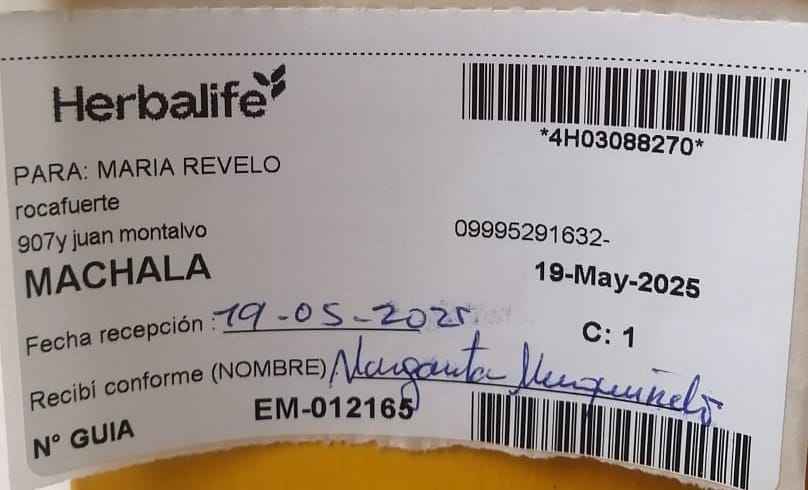 Herbalife
*4H03088270*
PARA: MARIA REVELO
rocafuerte
907y juan montalvo
09995291632-
MACHALA
19-May-2025
Fecha recepción : 19-05-2025.
C: 1
Recibí conforme (NOMBRE) Margarita
EM-012165
N° GUIA